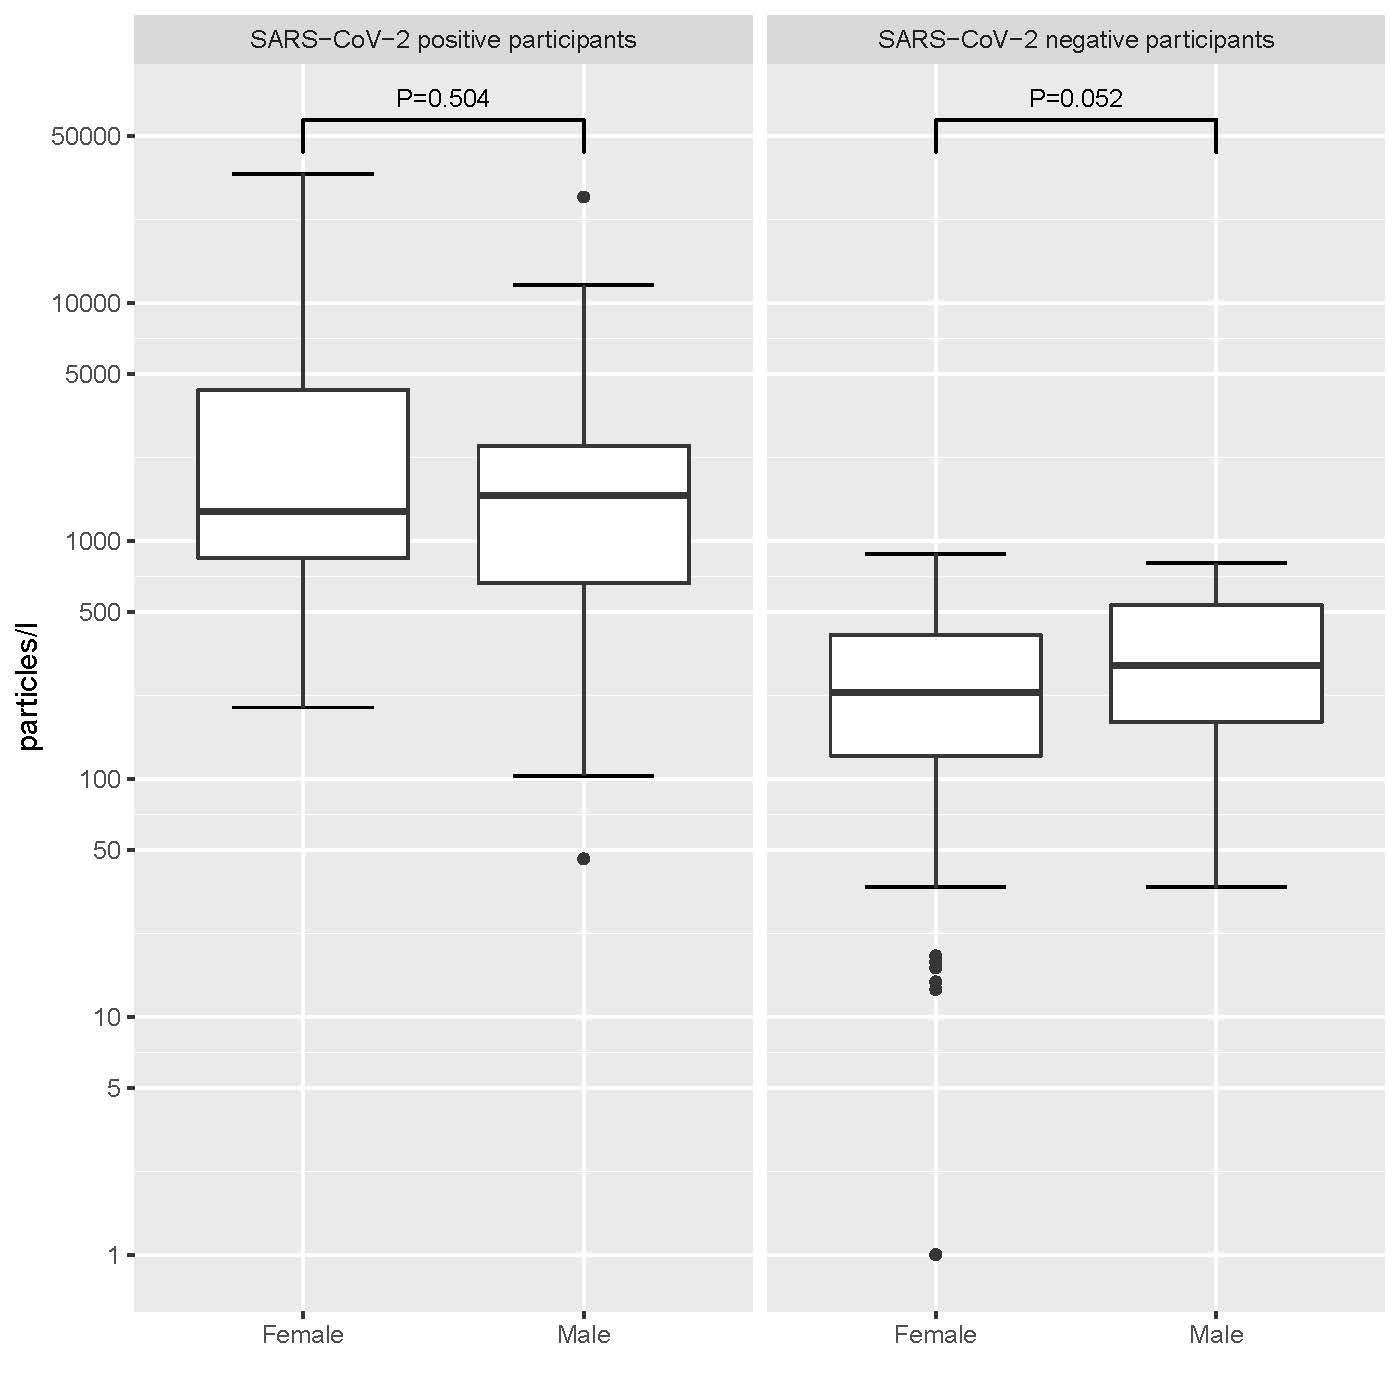 SARS−CoV−2 positive participants
SARS−CoV−2 negative participants
P=0.504
P=0.052
50000
10000
5000
1000
500
100
50
10
5
1
particles/l
Female
Male
Female
Male